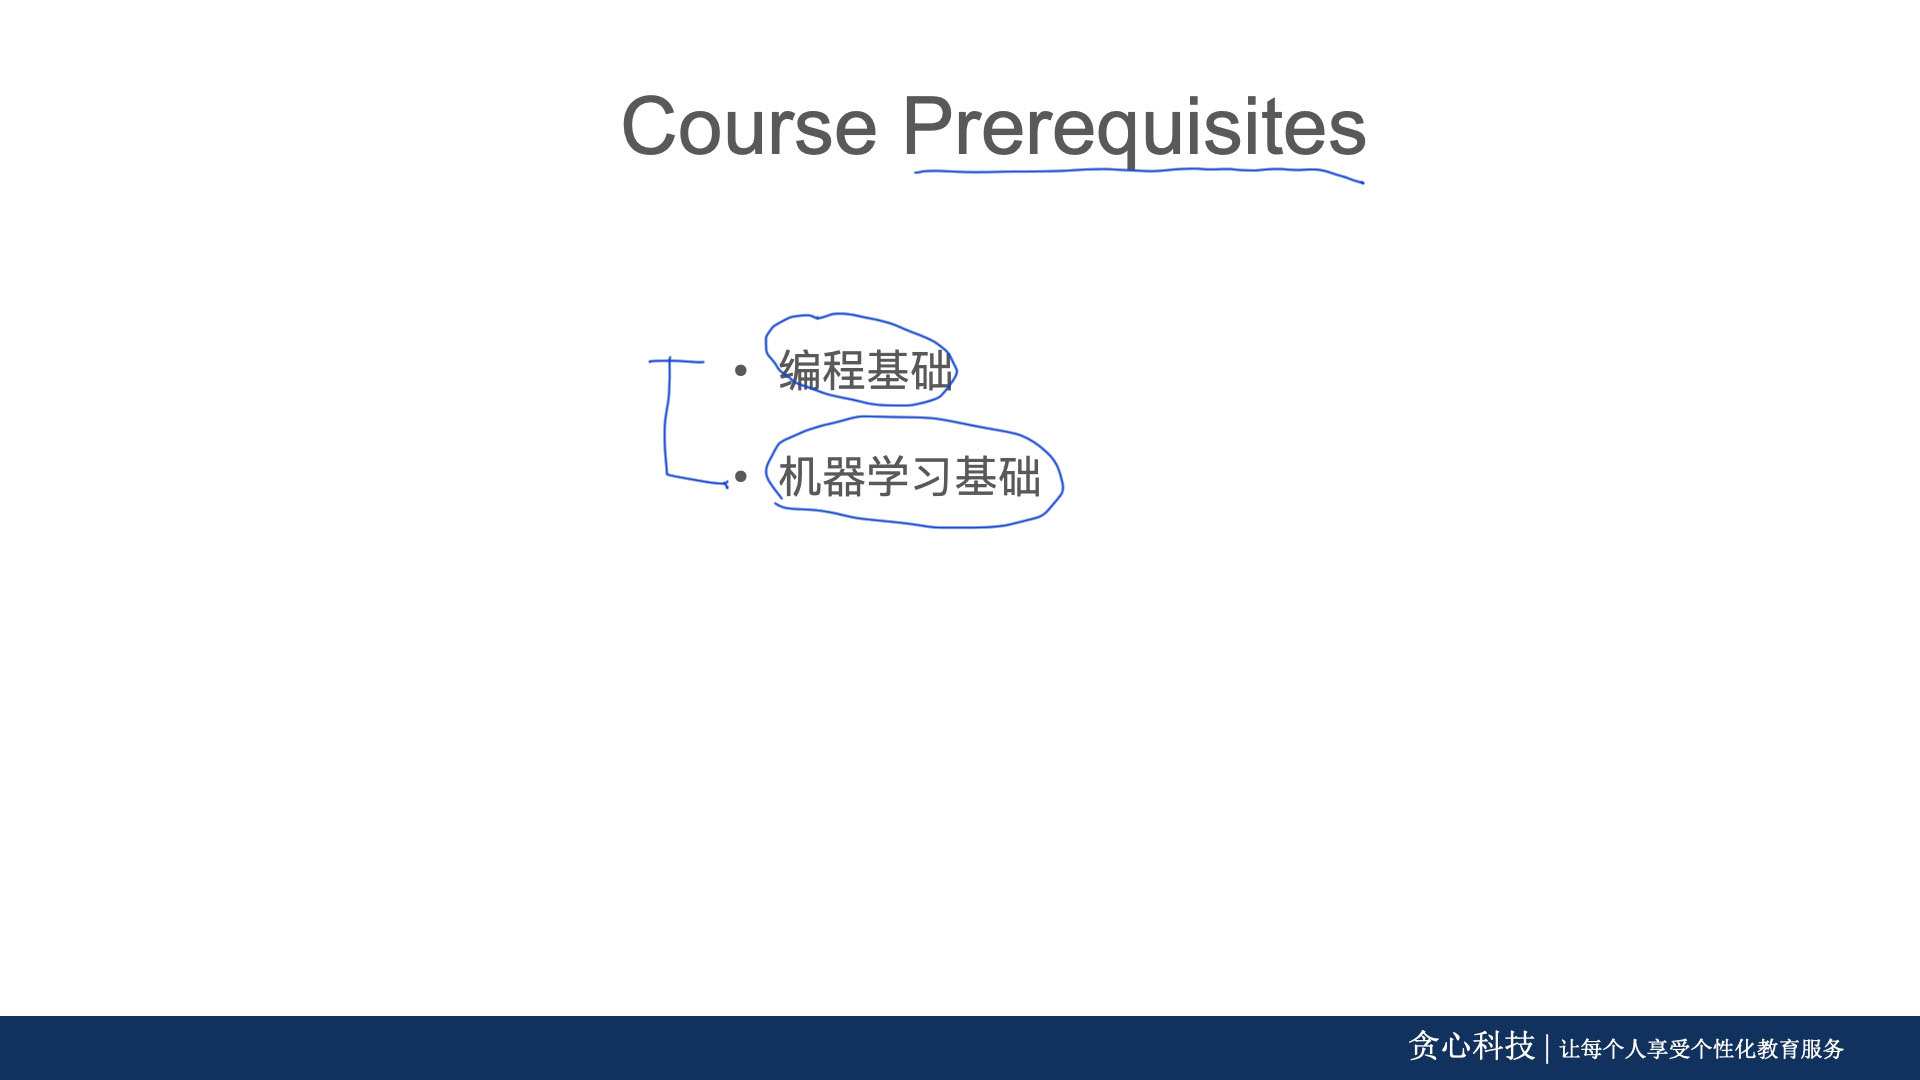 Course Prerequisites
• 编程基础
• 机器学习基础
贪心科技 | 让每个人享受个性化教育服务